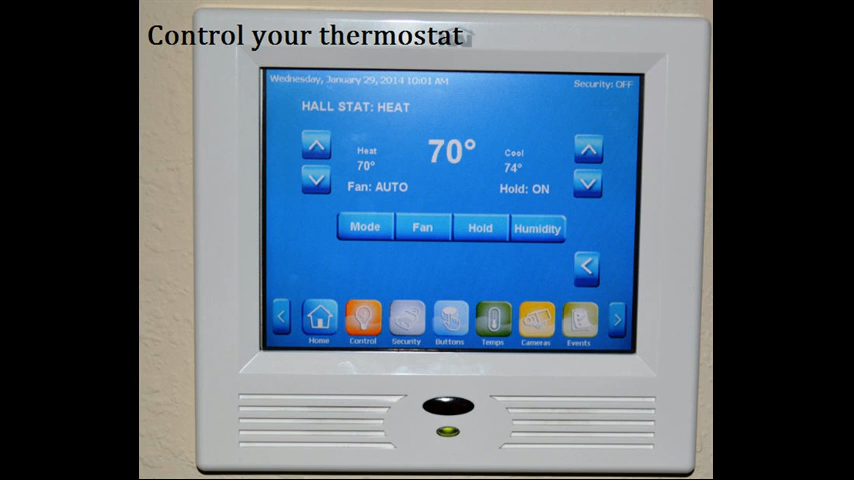 Control your thermostat
Wednesday, January 29, 2014 10:01 AM
Security: OFF
HALL STAT: HEAT
Heat
70°
70°
Cool
74°
Fan: AUTO
Hold: ON
Mode Fan Hold Humidity
Home Control Security Buttons Temps Cameras Events